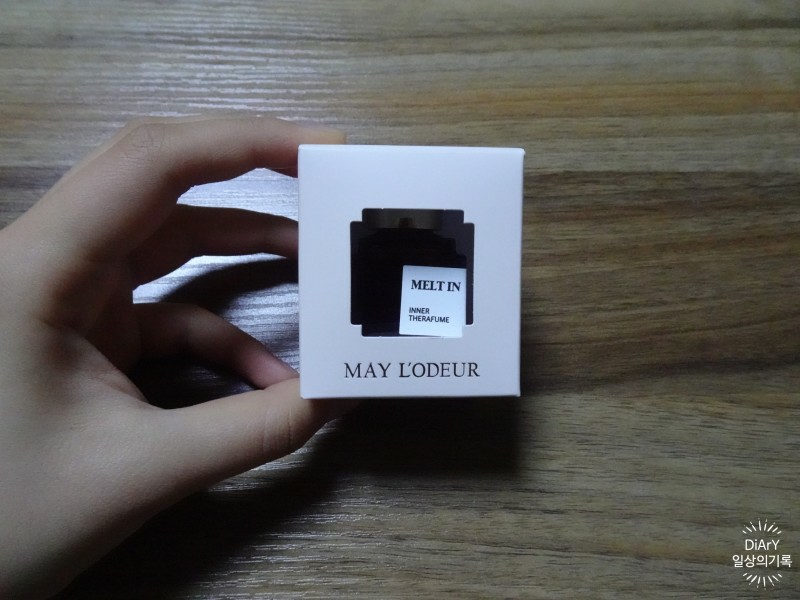 MELT IN
INNER
THERAFUME
MAY L'ODEUR
DiArY
일상의기록